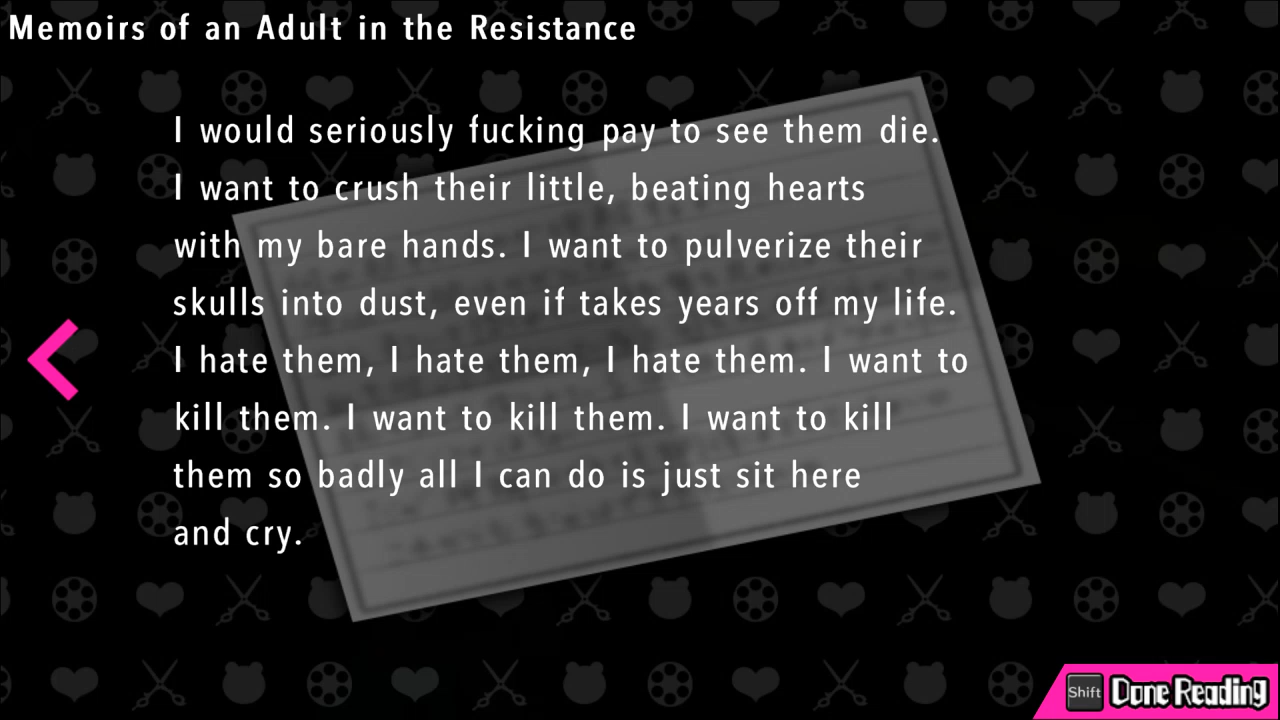 Memoirs of an Adult in the Resistance
I would seriously fucking pay to see them die.
I want to crush their little, beating hearts
with my bare hands. I want to pulverize their
skulls into dust, even if takes years off my life.
I hate them, I hate them, I hate them. I want to
kill them. I want to kill them. I want to kill
them so badly all I can do is just sit here
and cry.
Shift Done Reading